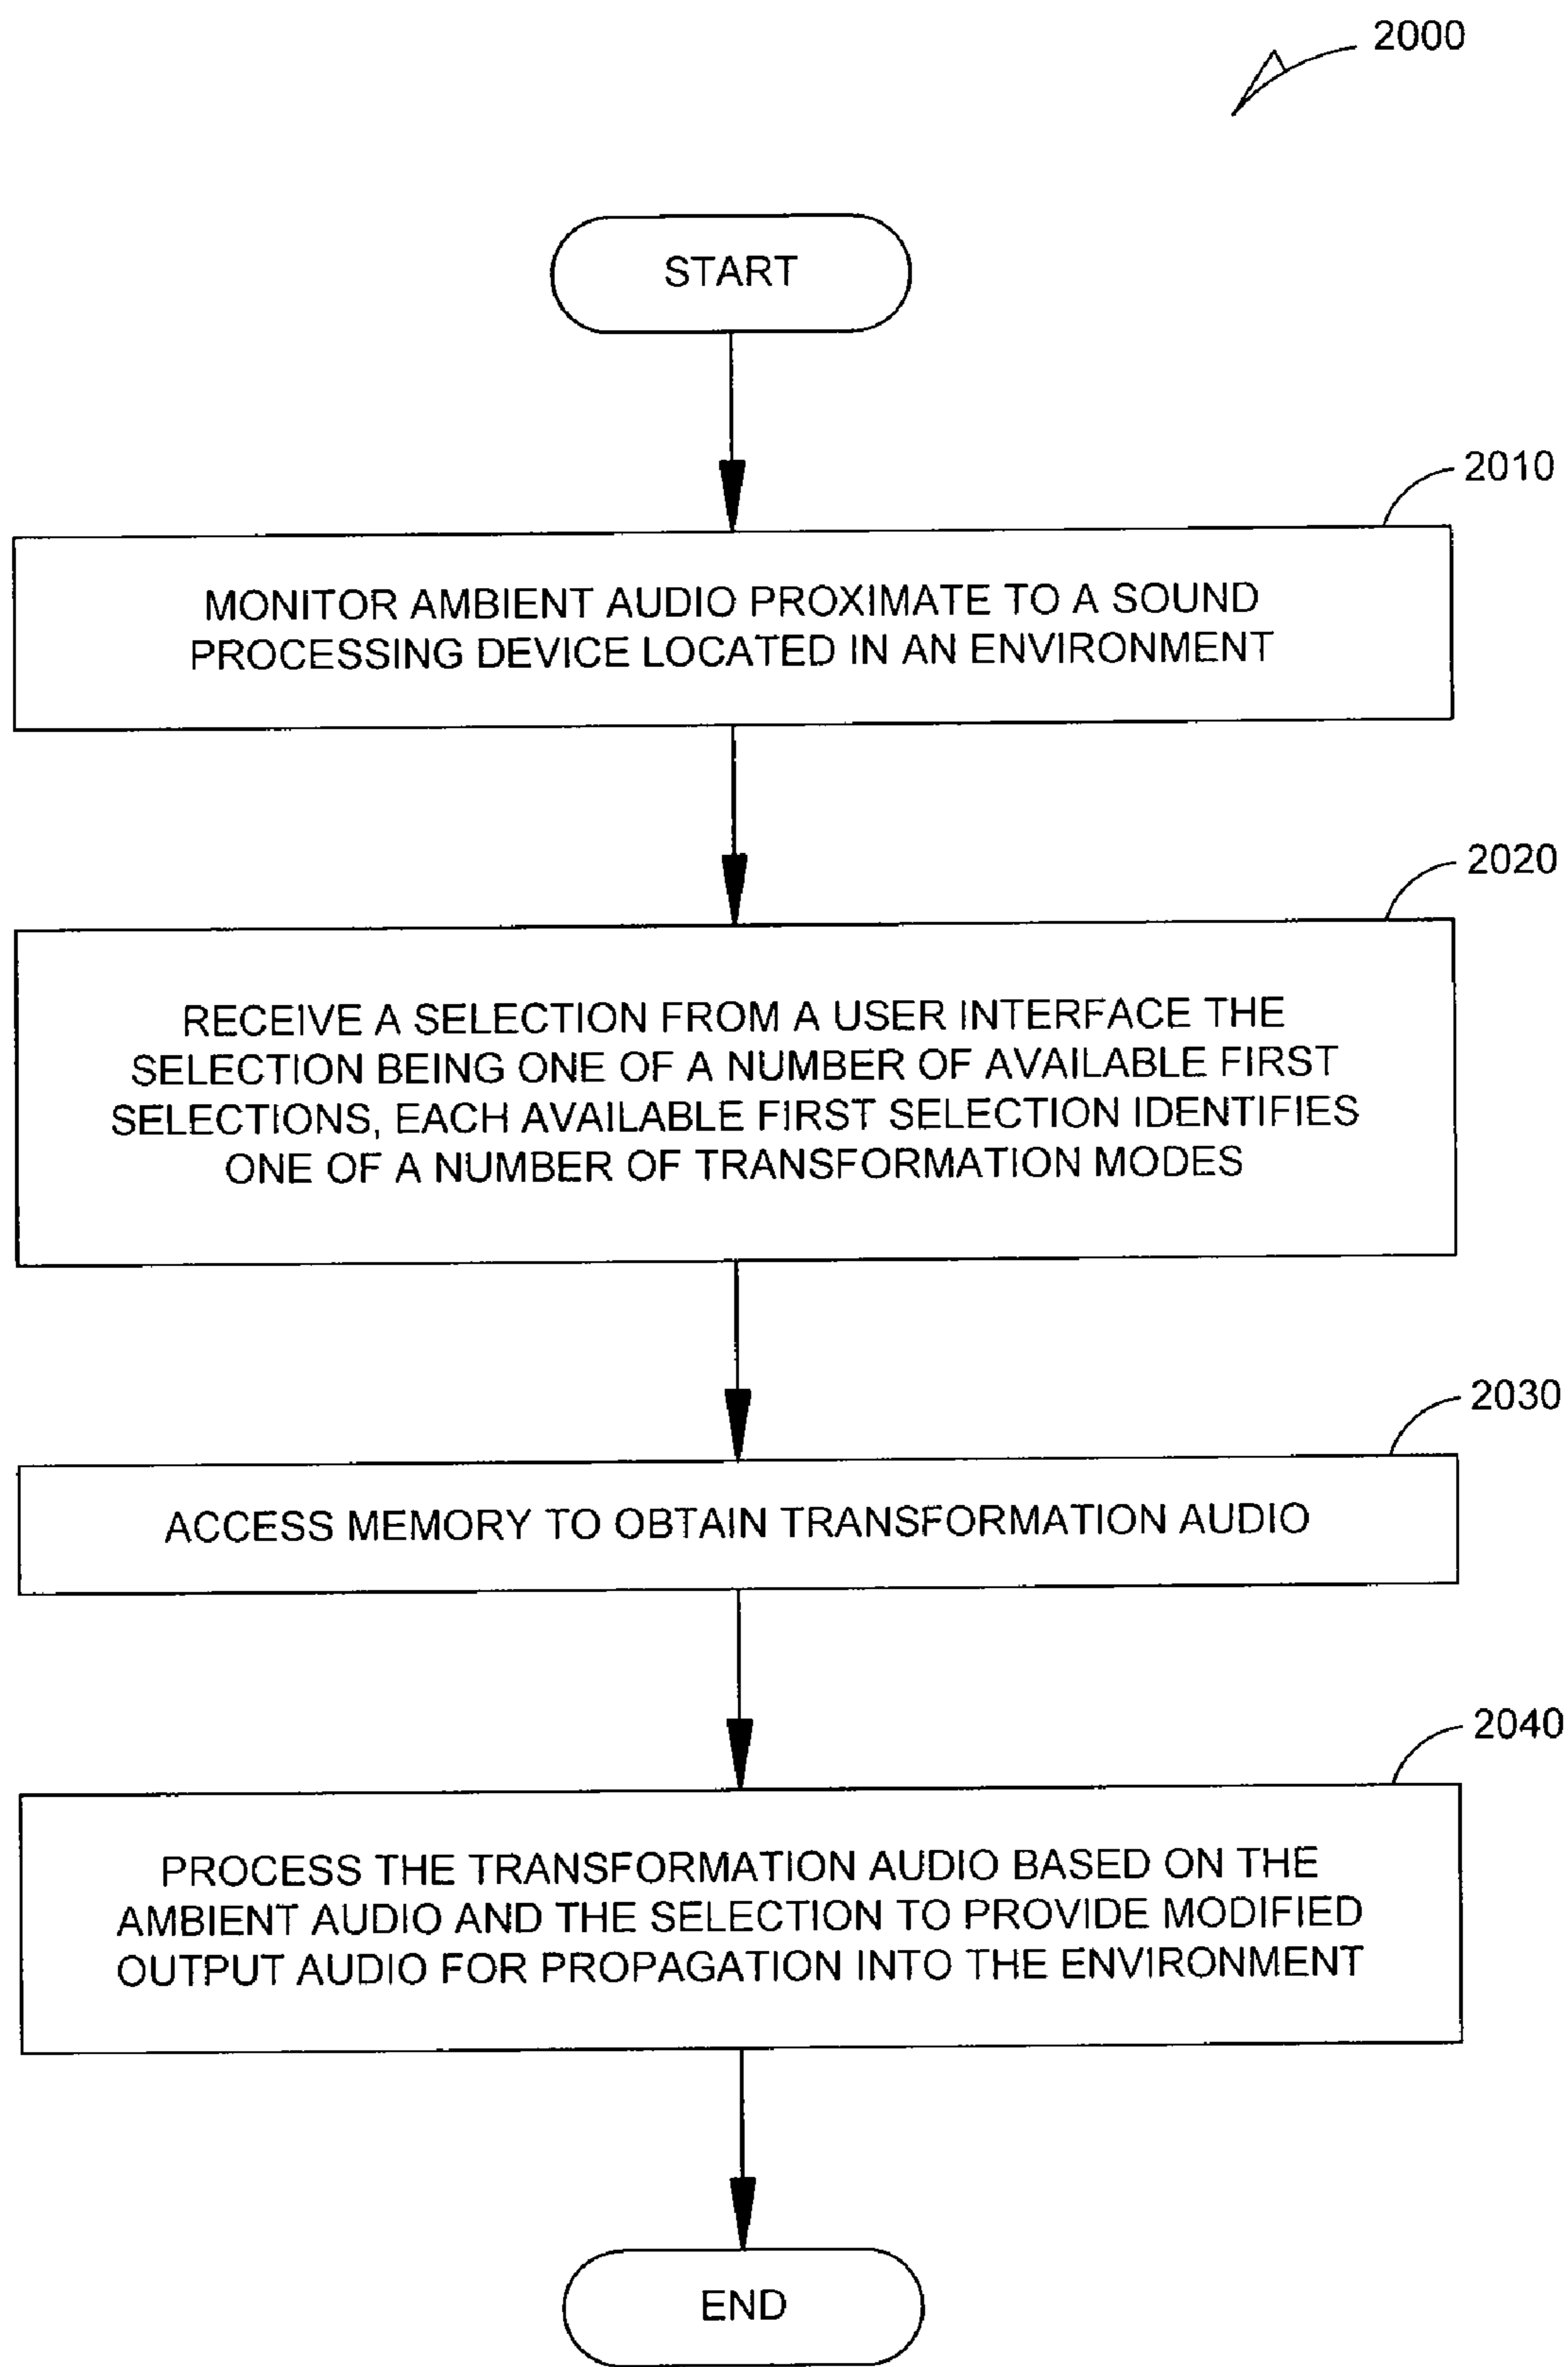 2000
START
2010
MONITOR AMBIENT AUDIO PROXIMATE TO A SOUND
PROCESSING DEVICE LOCATED IN AN ENVIRONMENT
2020
RECEIVE A SELECTION FROM A USER INTERFACE THE
SELECTION BEING ONE OF A NUMBER OF AVAILABLE FIRST
SELECTIONS, EACH AVAILABLE FIRST SELECTION IDENTIFIES
ONE OF A NUMBER OF TRANSFORMATION MODES
2030
ACCESS MEMORY TO OBTAIN TRANSFORMATION AUDIO
2040
PROCESS THE TRANSFORMATION AUDIO BASED ON THE
AMBIENT AUDIO AND THE SELECTION TO PROVIDE MODIFIED
OUTPUT AUDIO FOR PROPAGATION INTO THE ENVIRONMENT
END